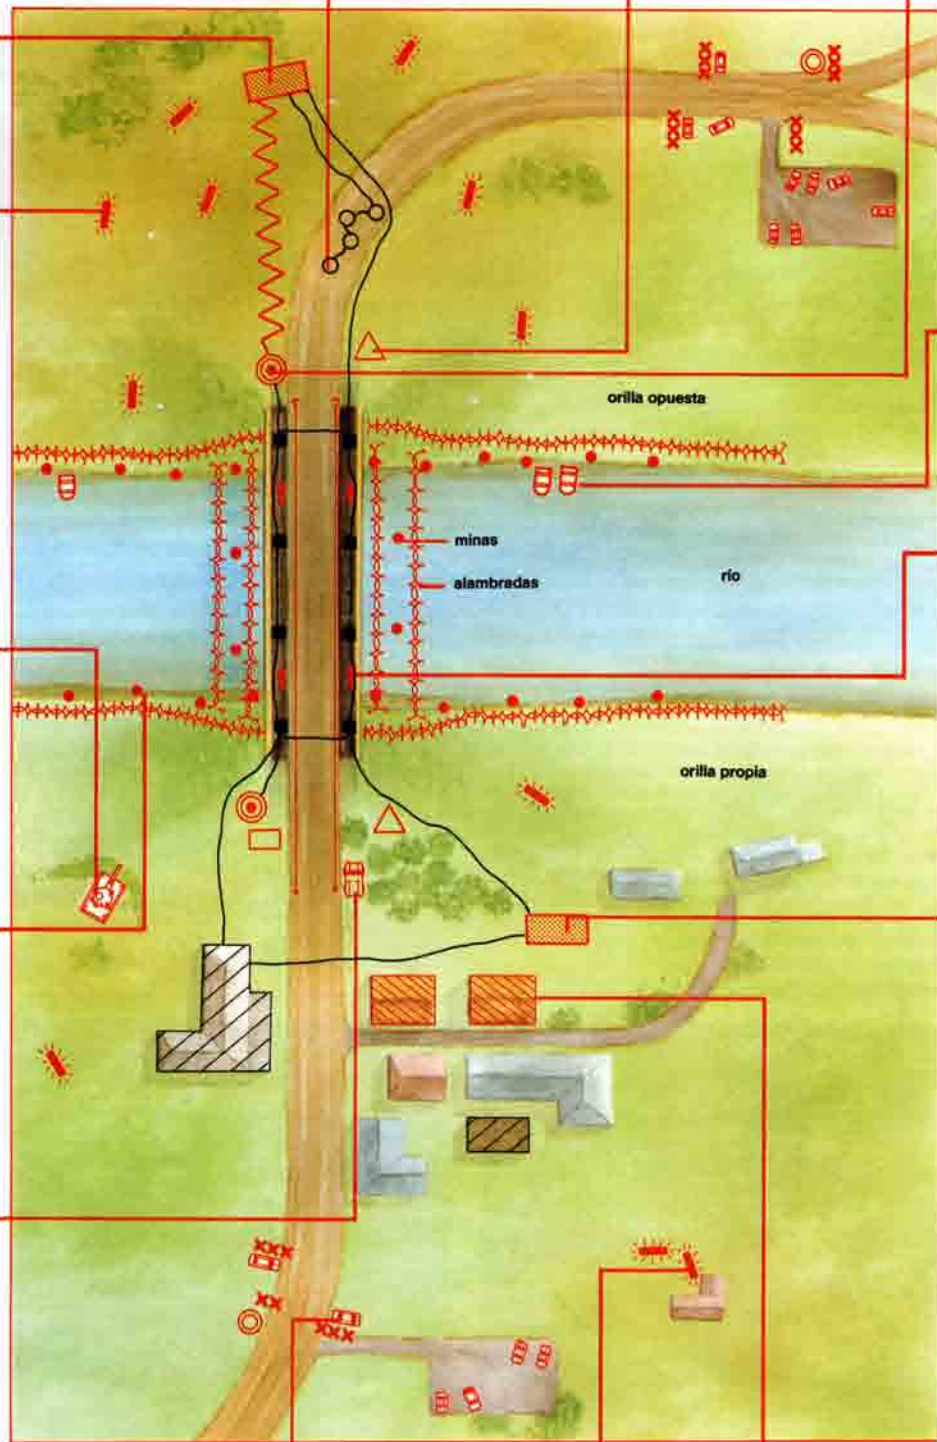 orilla opuesta
minas
alambradas
río
orilla propia